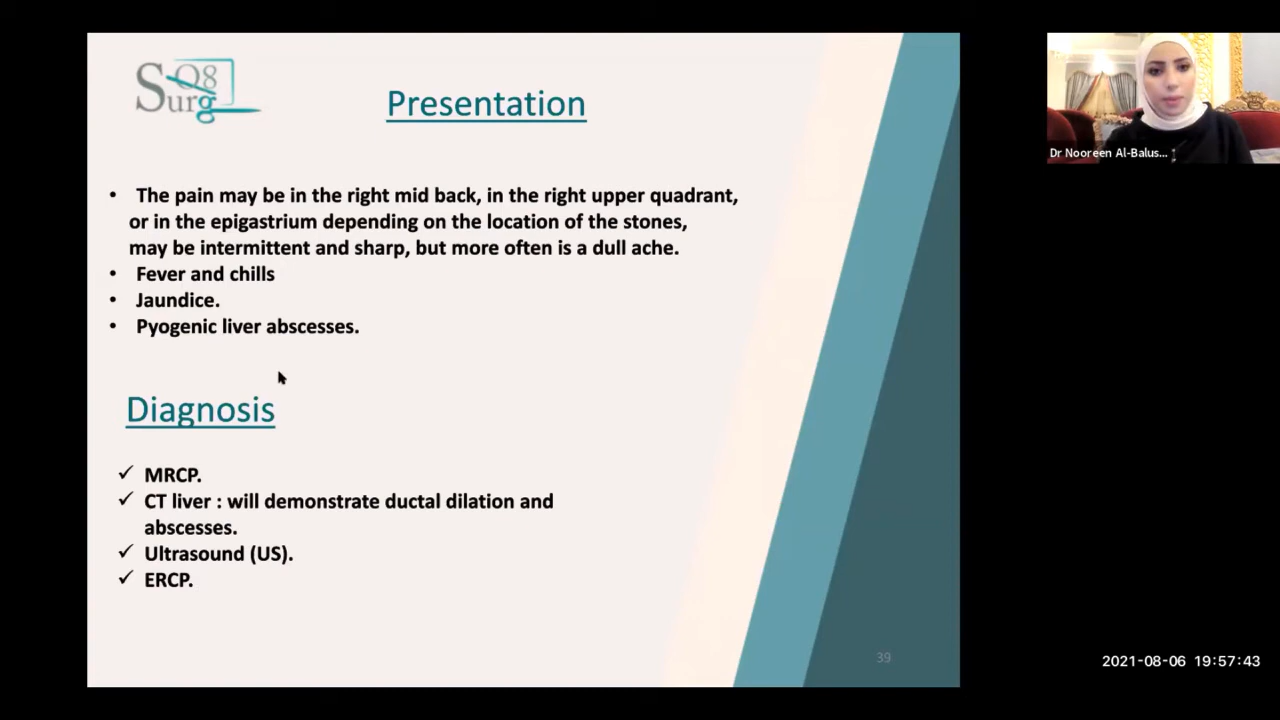 Q8
Surg
Presentation
• The pain may be in the right mid back, in the right upper quadrant,
or in the epigastrium depending on the location of the stones,
may be intermittent and sharp, but more often is a dull ache.
• Fever and chills
• Jaundice.
• Pyogenic liver abscesses.
Diagnosis
✓ MRCP.
✓ CT liver : will demonstrate ductal dilation and
abscesses.
✓ Ultrasound (US).
✓ ERCP.
39
Dr Nooreen Al-Balus...
2021-08-06 19:57:43